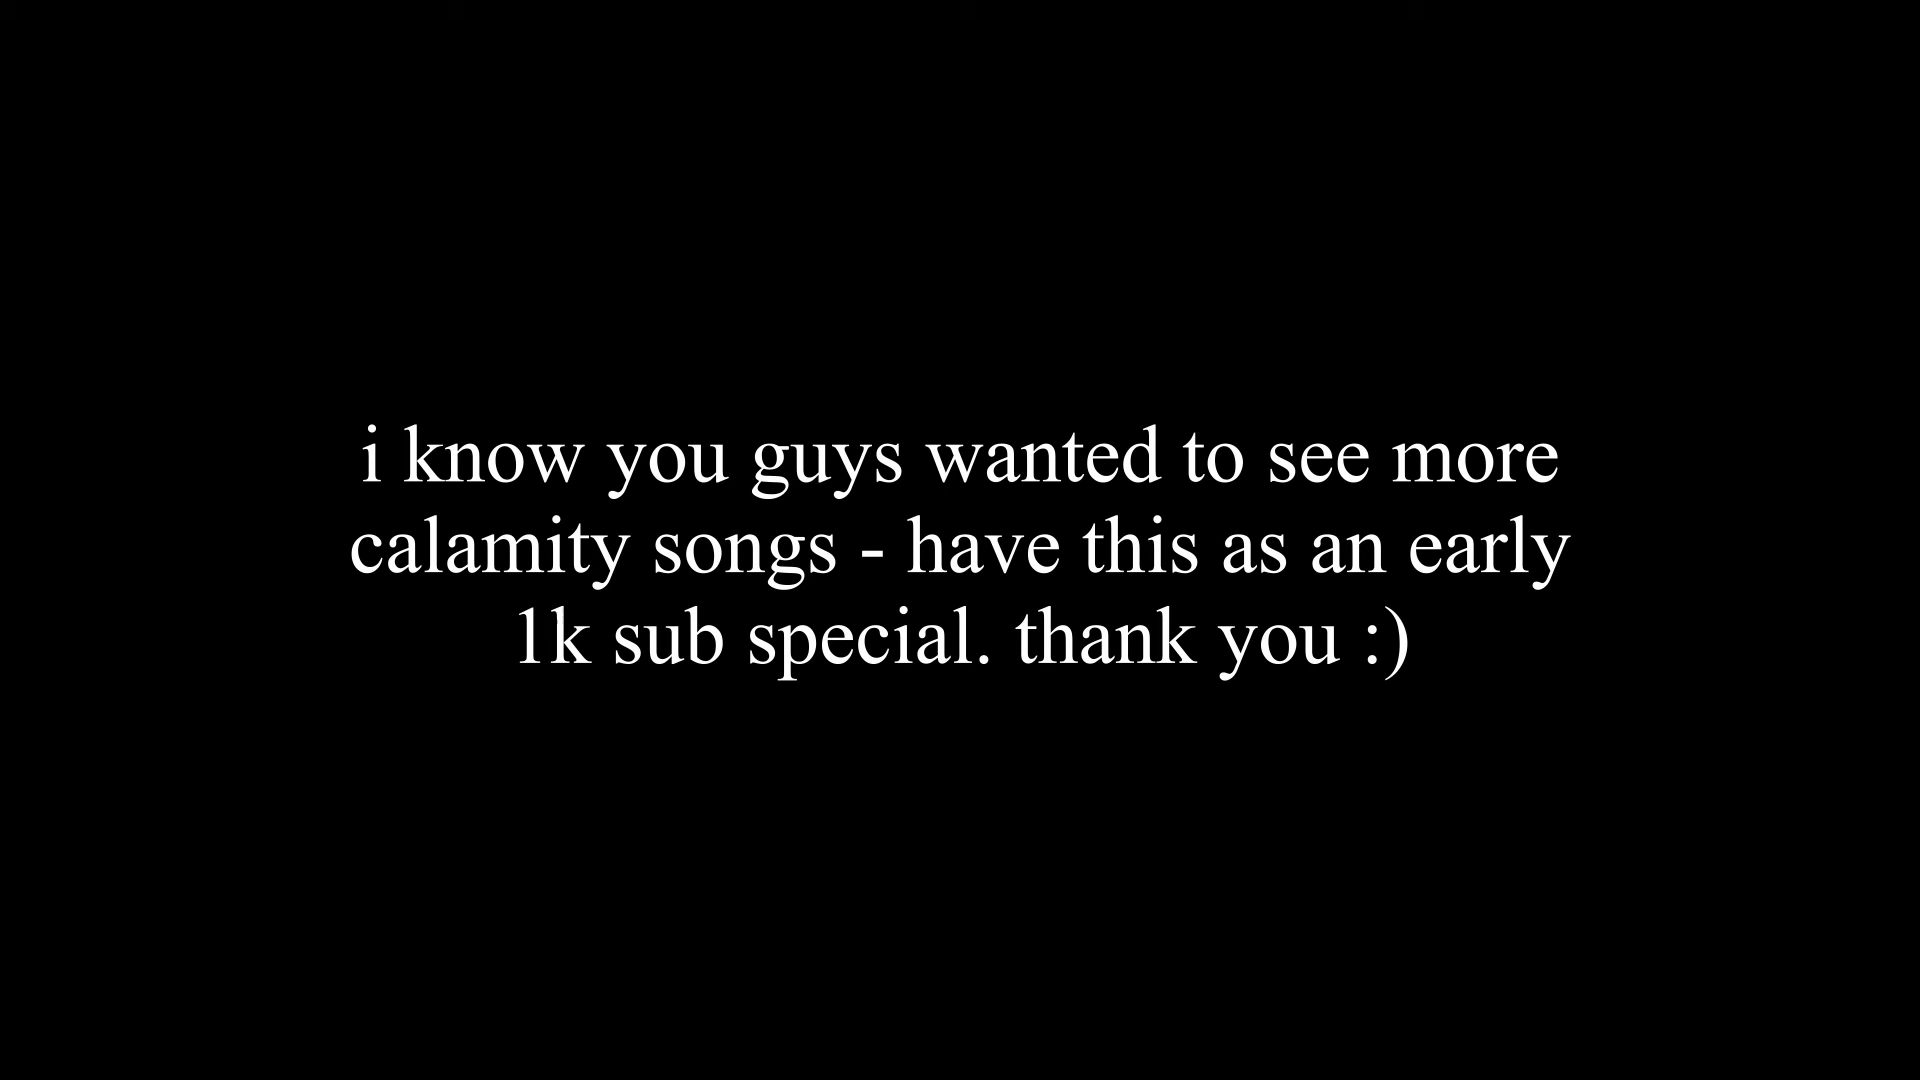 i know you guys wanted to see more
calamity songs - have this as an early
1k sub special. thank you :)